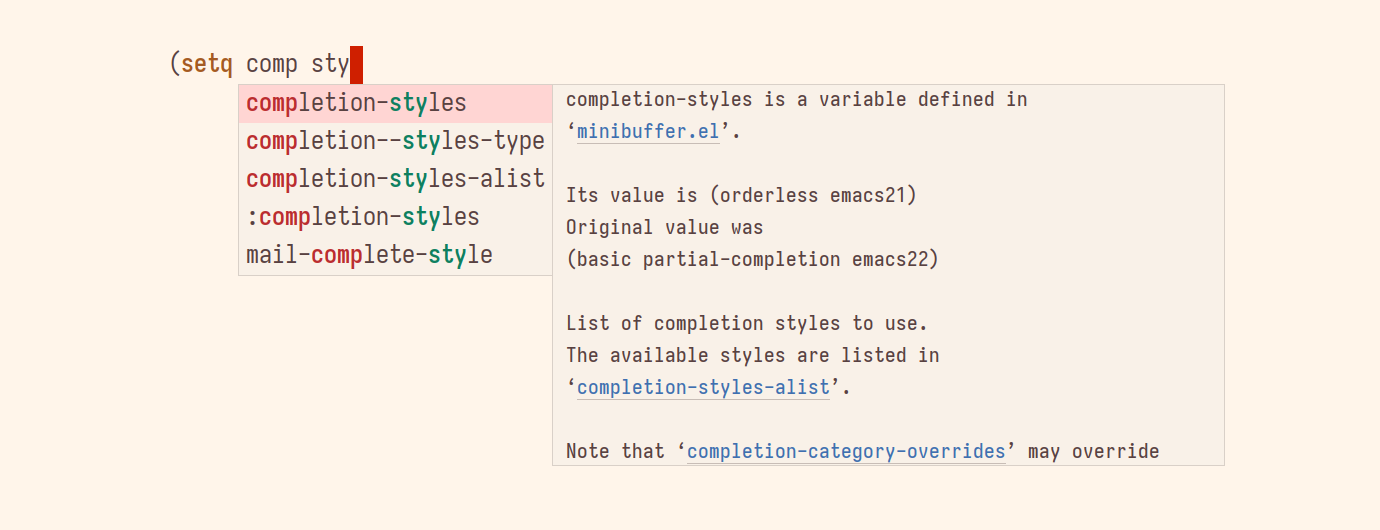 (setq comp sty
completion-styles
completion--styles-type
completion-styles-alist
:completion-styles
mail-complete-style
completion-styles is a variable defined in
‘minibuffer.el’.
Its value is (orderless emacs21)
Original value was
(basic partial-completion emacs22)
List of completion styles to use.
The available styles are listed in
‘completion-styles-alist’.
Note that ‘completion-category-overrides’ may override